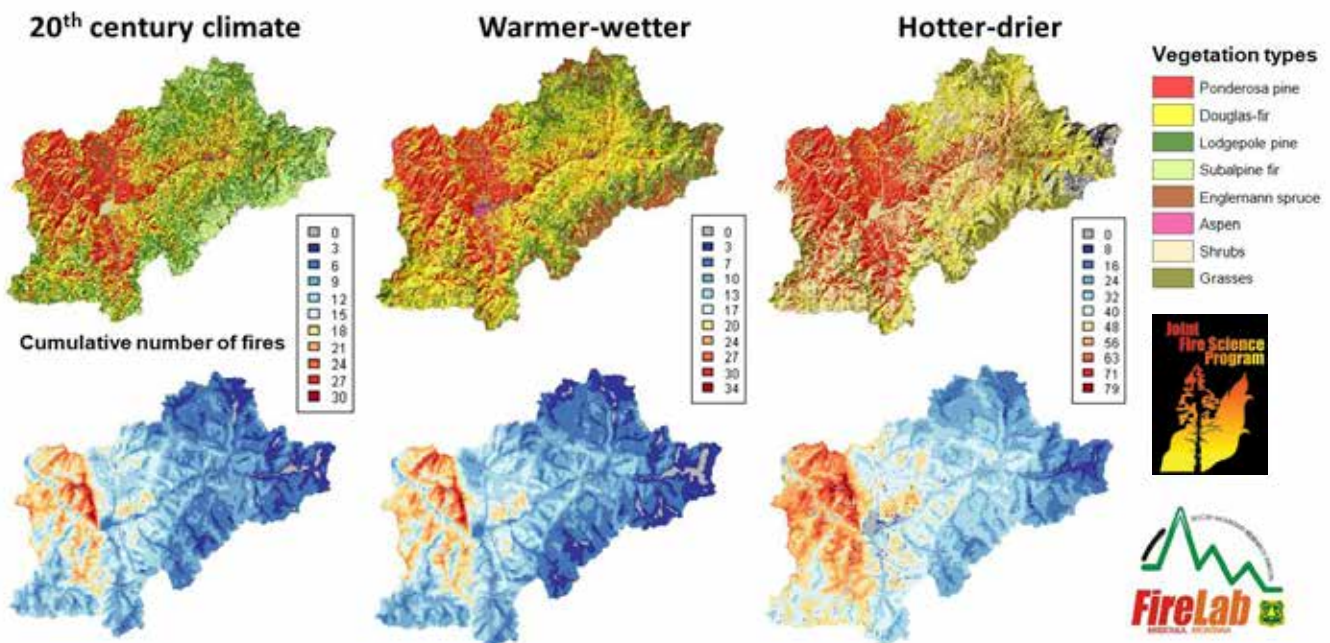 20th century climate
Warmer-wetter
Hotter-drier
Vegetation types
Ponderosa pine
Douglas-fir
Lodgepole pine
Subalpine fir
Englemann spruce
Aspen
Shrubs
Grasses
Cumulative number of fires
0
3
6
9
12
15
18
21
24
27
30
0
3
7
10
13
17
20
24
27
30
34
0
8
16
24
32
40
48
56
63
71
79
Joint
Fire Science
Program
FireLab
MISSOULA MONTANA